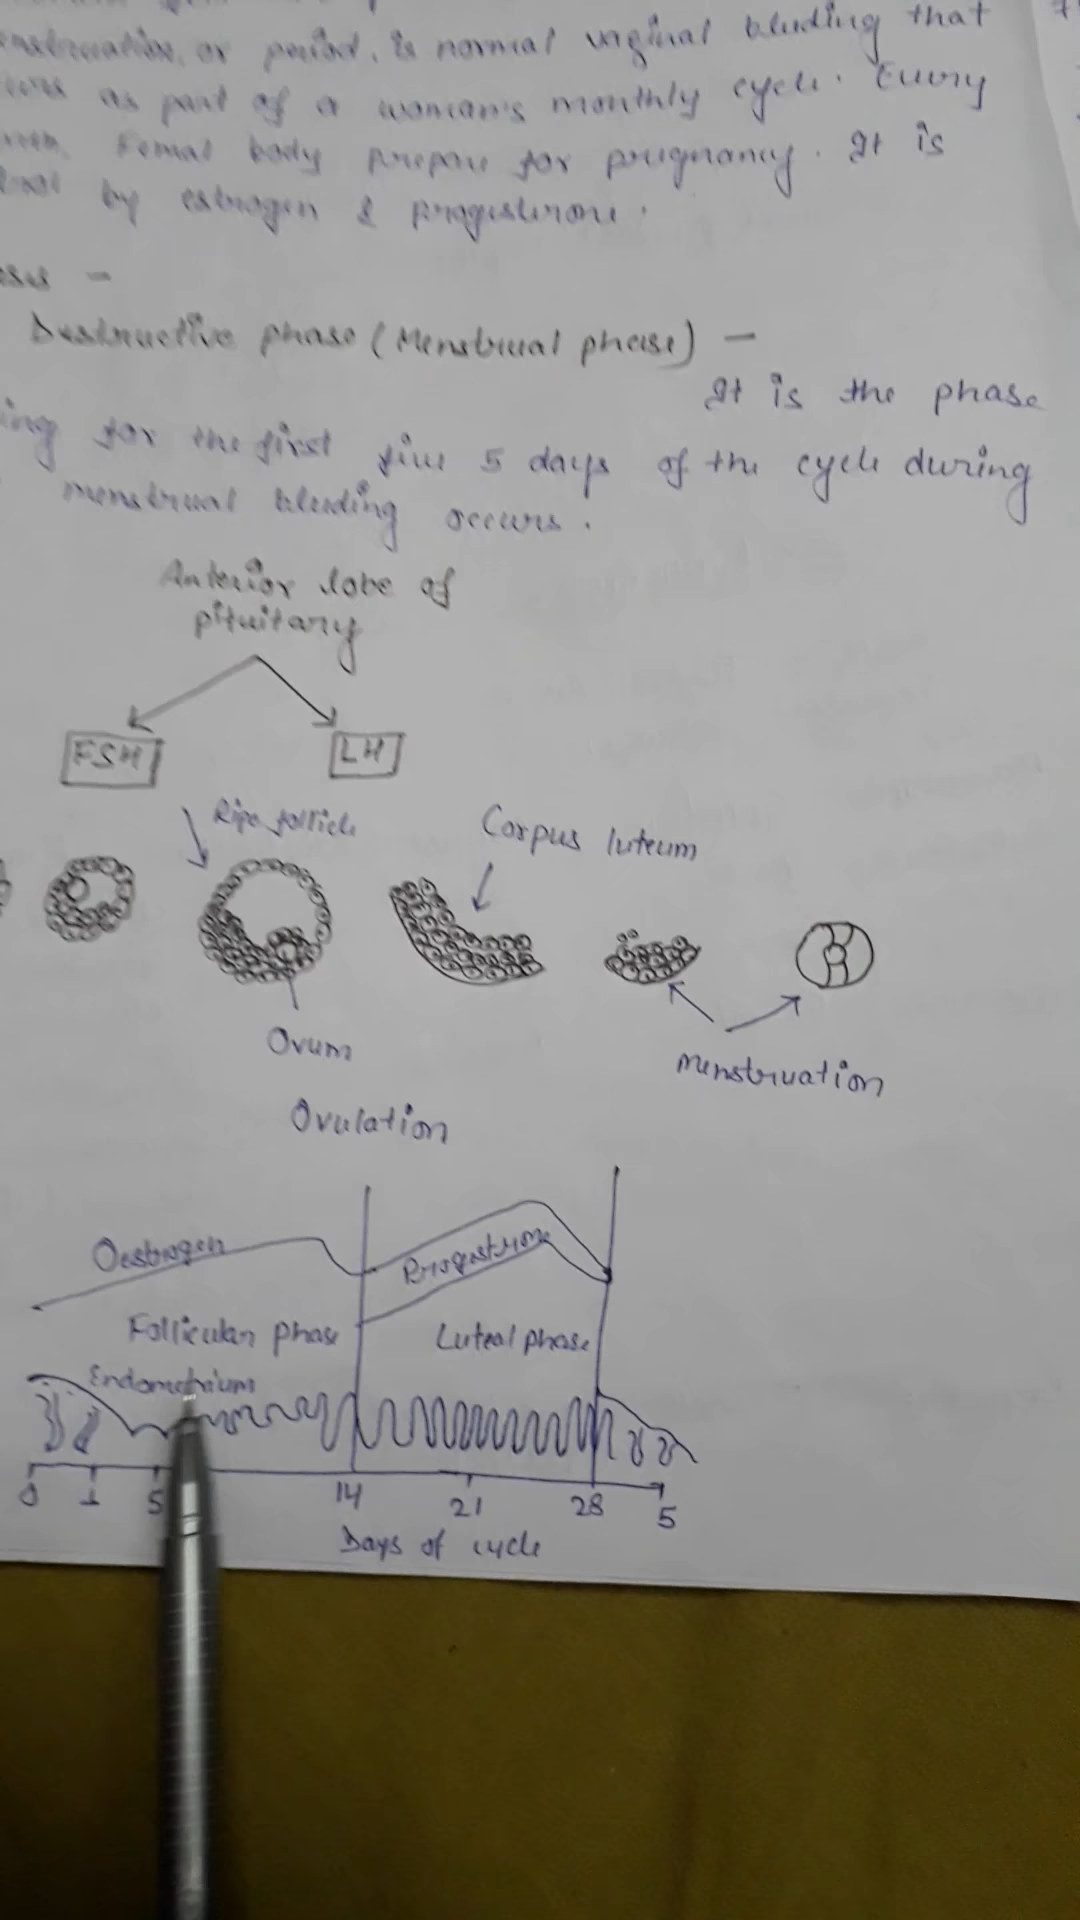 or period, is normal vaginal bleeding that
as part of a woman's monthly cycle. Every
Femal body prepare for pregnancy. It is
by estrogen & progesterone.
Destructive phase (Menstrual phase) —
It is the phase
for the first five 5 days of the cycle during
menstrual bleeding occurs.
Anterior lobe of
pituitary
FSH
LH
Ripe follicle
Corpus luteum
Ovum
menstruation
Ovulation
Oestrogen
Progestrone
Follicular phase
Luteal phase
Endometrium
0 1 5 14 21 28 5
Days of cycle